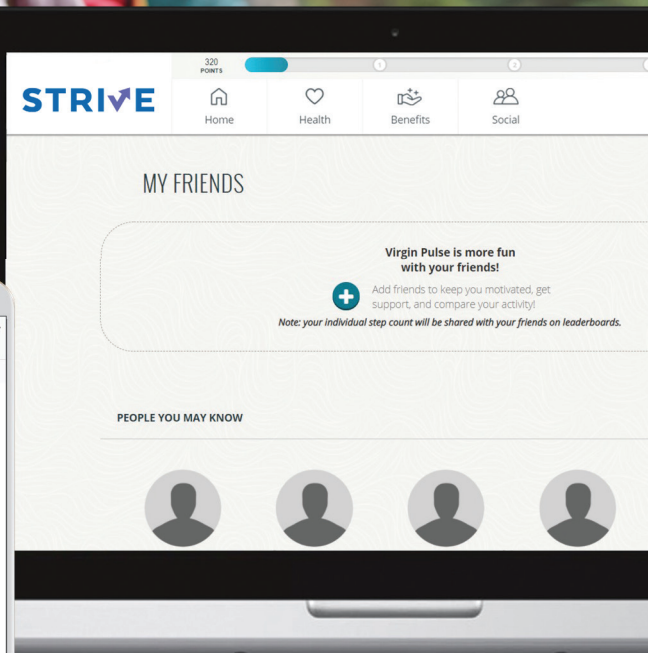 320
POINTS
1
2
STRIVE
Home
Health
Benefits
Social
MY FRIENDS
Virgin Pulse is more fun
with your friends!
Add friends to keep you motivated, get
support, and compare your activity!
Note: your individual step count will be shared with your friends on leaderboards.
PEOPLE YOU MAY KNOW